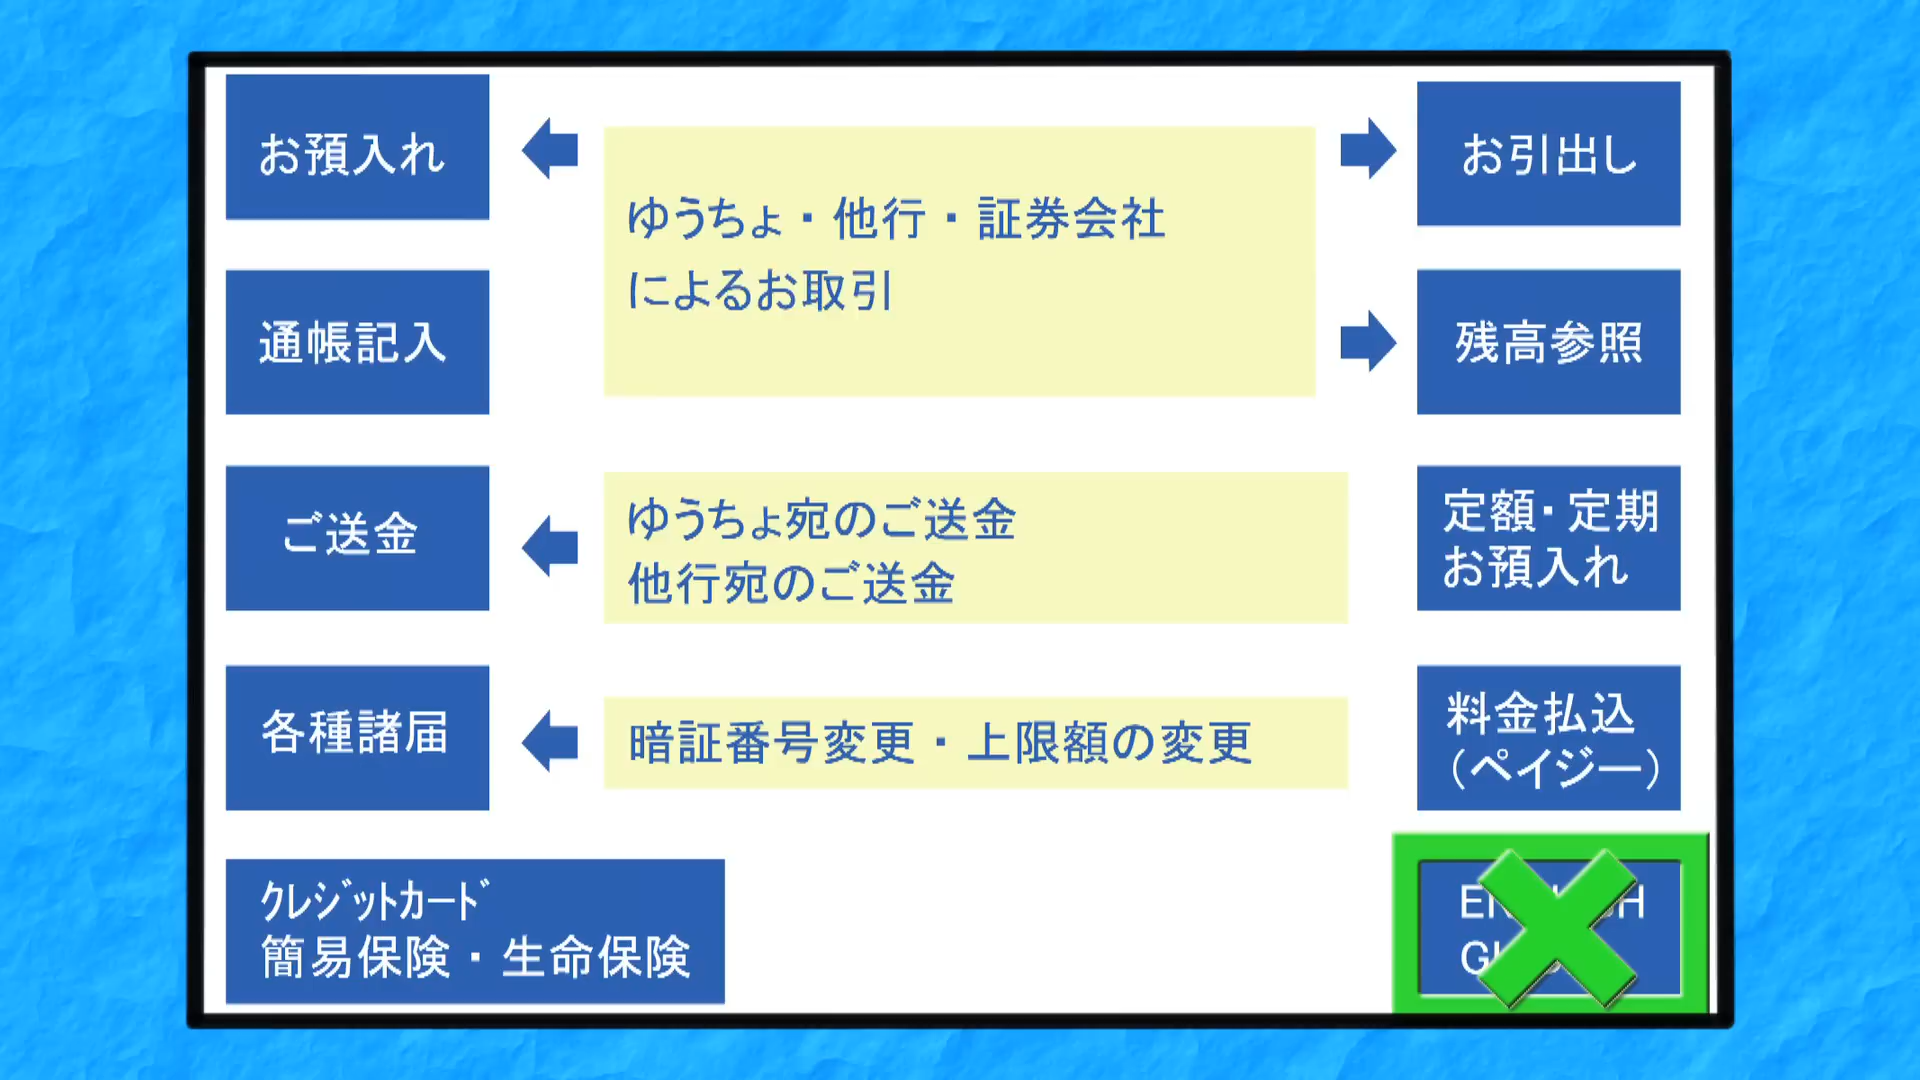 お預入れ
ゆうちょ・他行・証券会社
によるお取引
お引出し
通帳記入
残高参照
ご送金
ゆうちょ宛のご送金
他行宛のご送金
定額・定期
お預入れ
各種諸届
暗証番号変更・上限額の変更
料金払込
（ペイジー）
ｸﾚｼﾞｯﾄｶｰﾄﾞ
簡易保険・生命保険